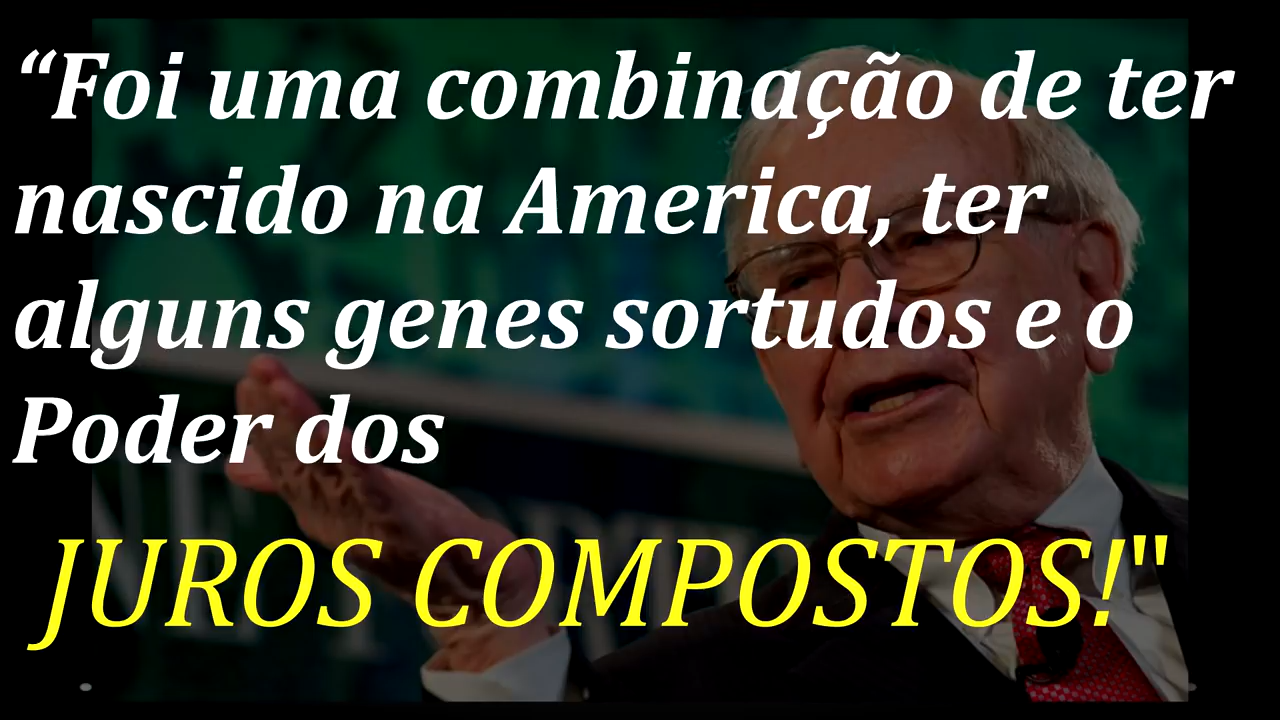 “Foi uma combinação de ter
nascido na America, ter
alguns genes sortudos e o
Poder dos
JUROS COMPOSTOS!"